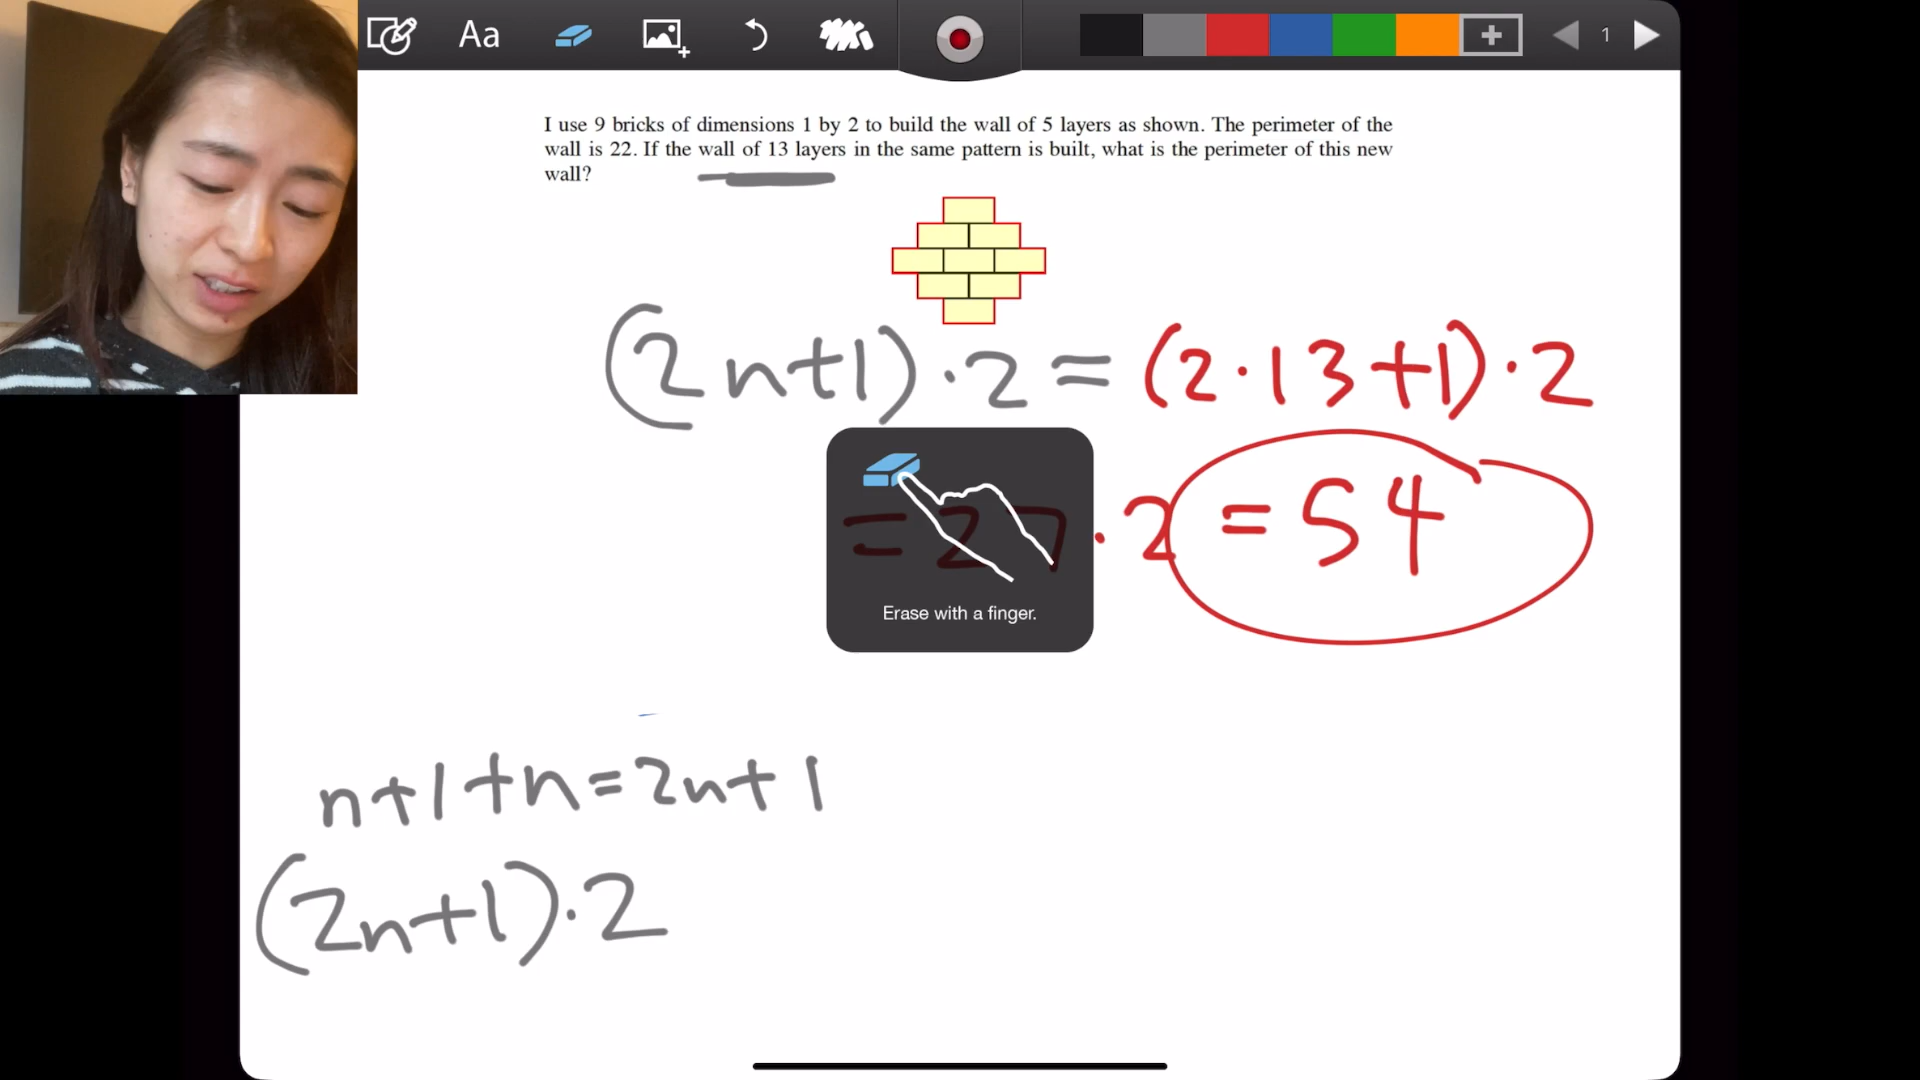 Aa
1
I use 9 bricks of dimensions 1 by 2 to build the wall of 5 layers as shown. The perimeter of the
wall is 22. If the wall of 13 layers in the same pattern is built, what is the perimeter of this new
wall?
(2n+1)·2=(2·13+1)·2
=27·2=54
Erase with a finger.
n+1+n=2n+1
(2n+1)·2